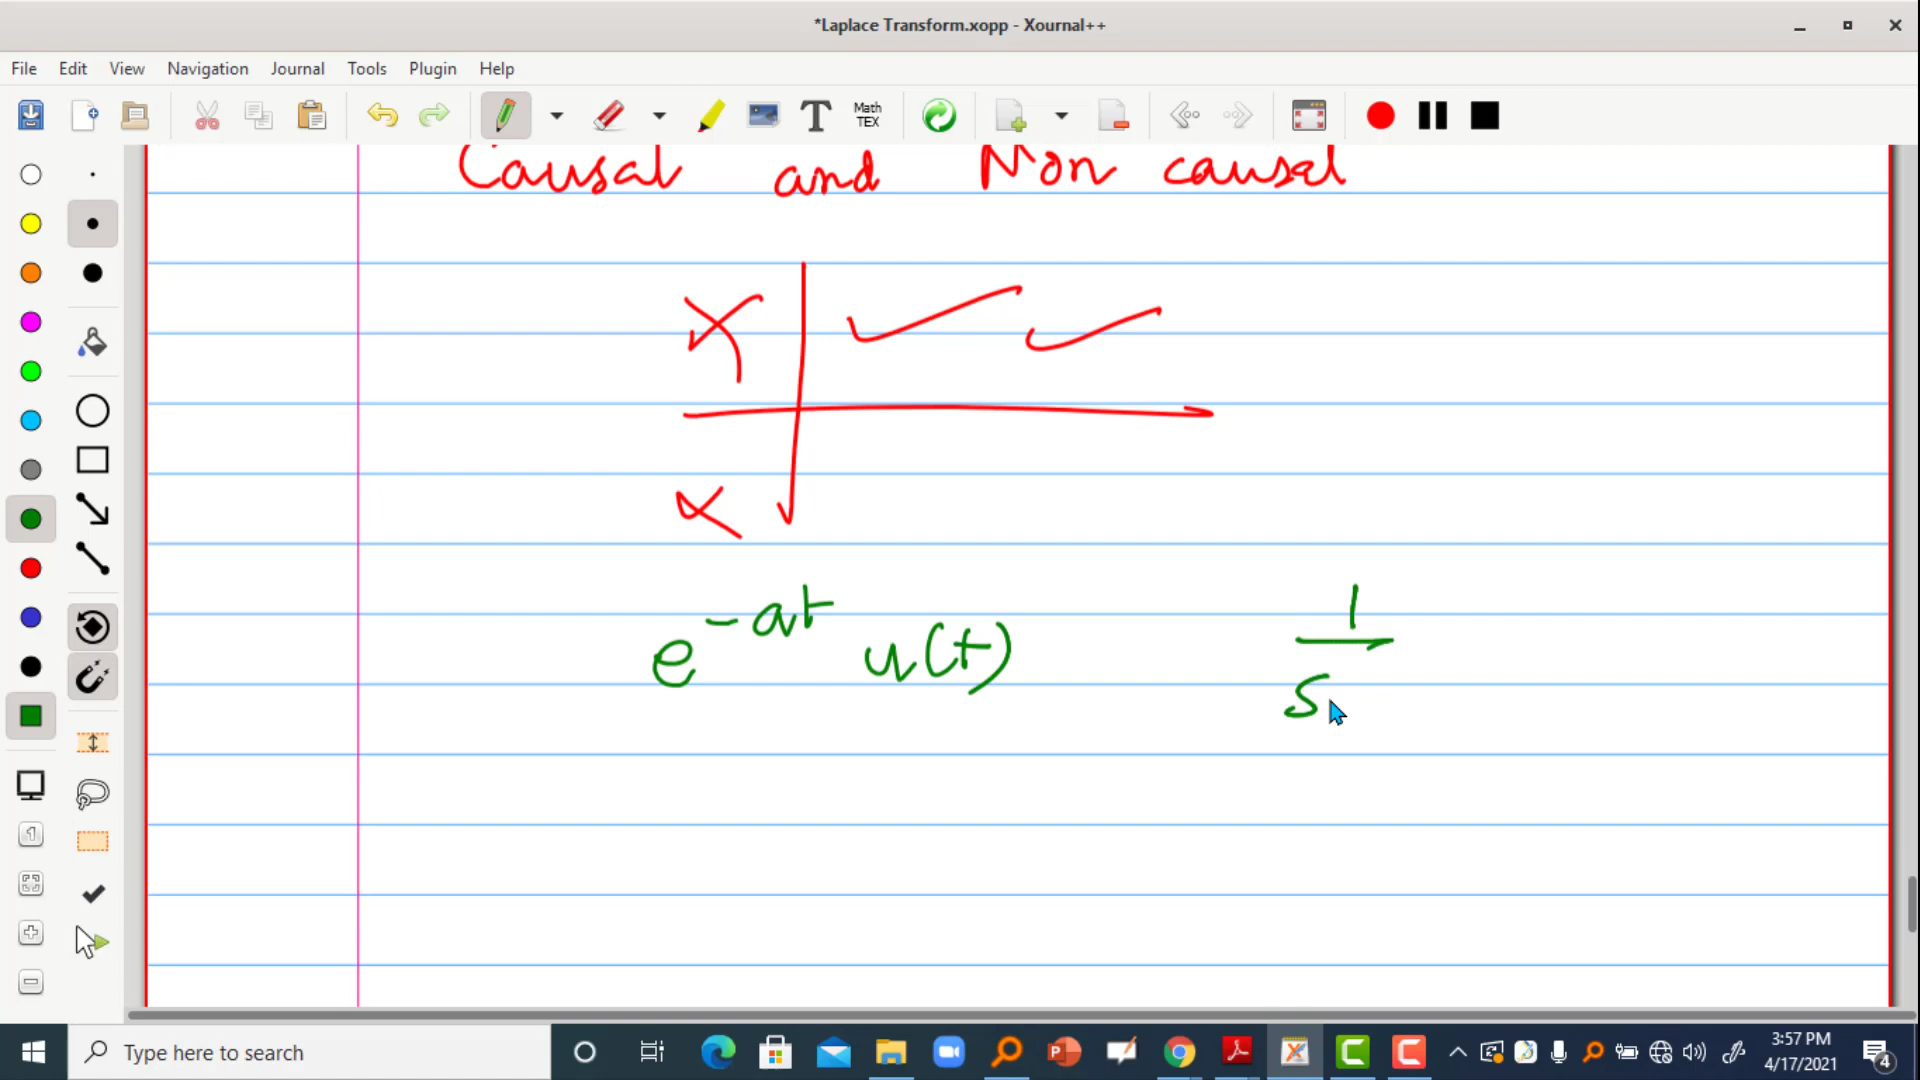 *Laplace Transform.xopp - Xournal++
File Edit View Navigation Journal Tools Plugin Help
Math
TEX
Causal and Non causal
e^-at u(t) 1
s
Type here to search
3:57 PM
4/17/2021
4